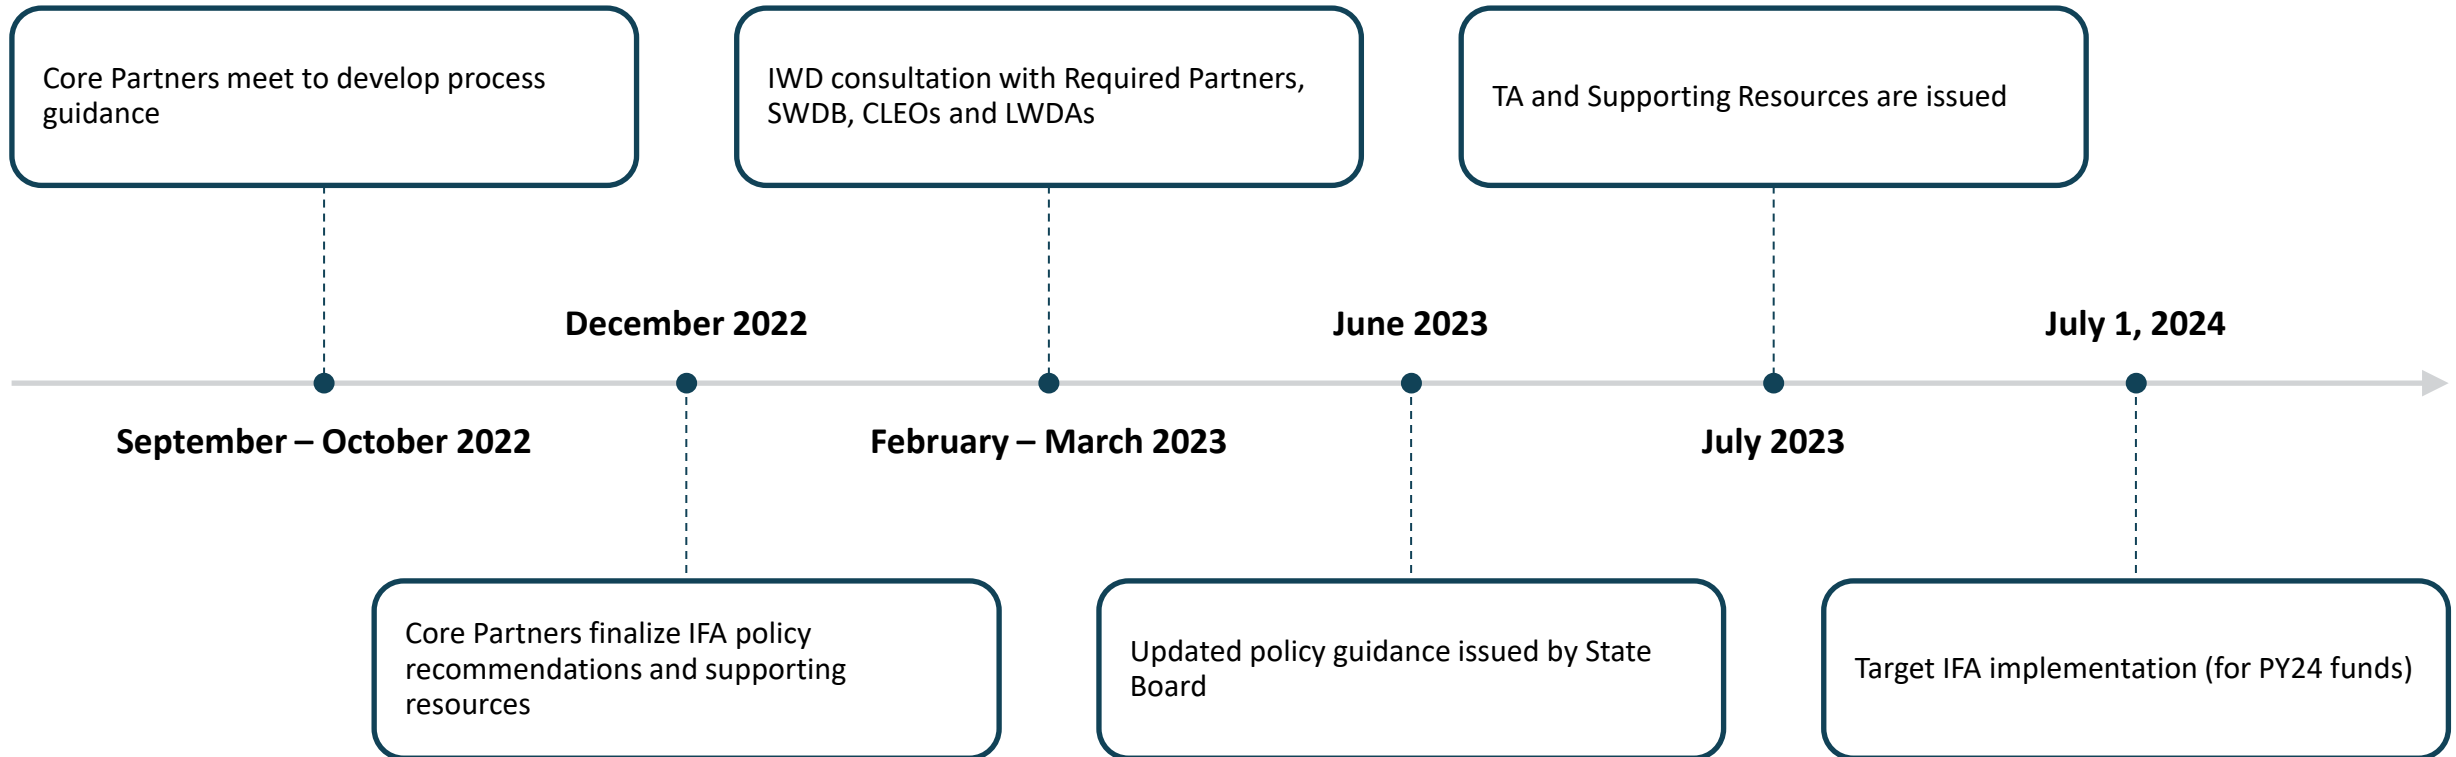 Core Partners meet to develop process
guidance
IWD consultation with Required Partners,
SWDB, CLEOs and LWDAs
TA and Supporting Resources are issued
December 2022
June 2023
July 1, 2024
September – October 2022
February – March 2023
July 2023
Core Partners finalize IFA policy
recommendations and supporting
resources
Updated policy guidance issued by State
Board
Target IFA implementation (for PY24 funds)